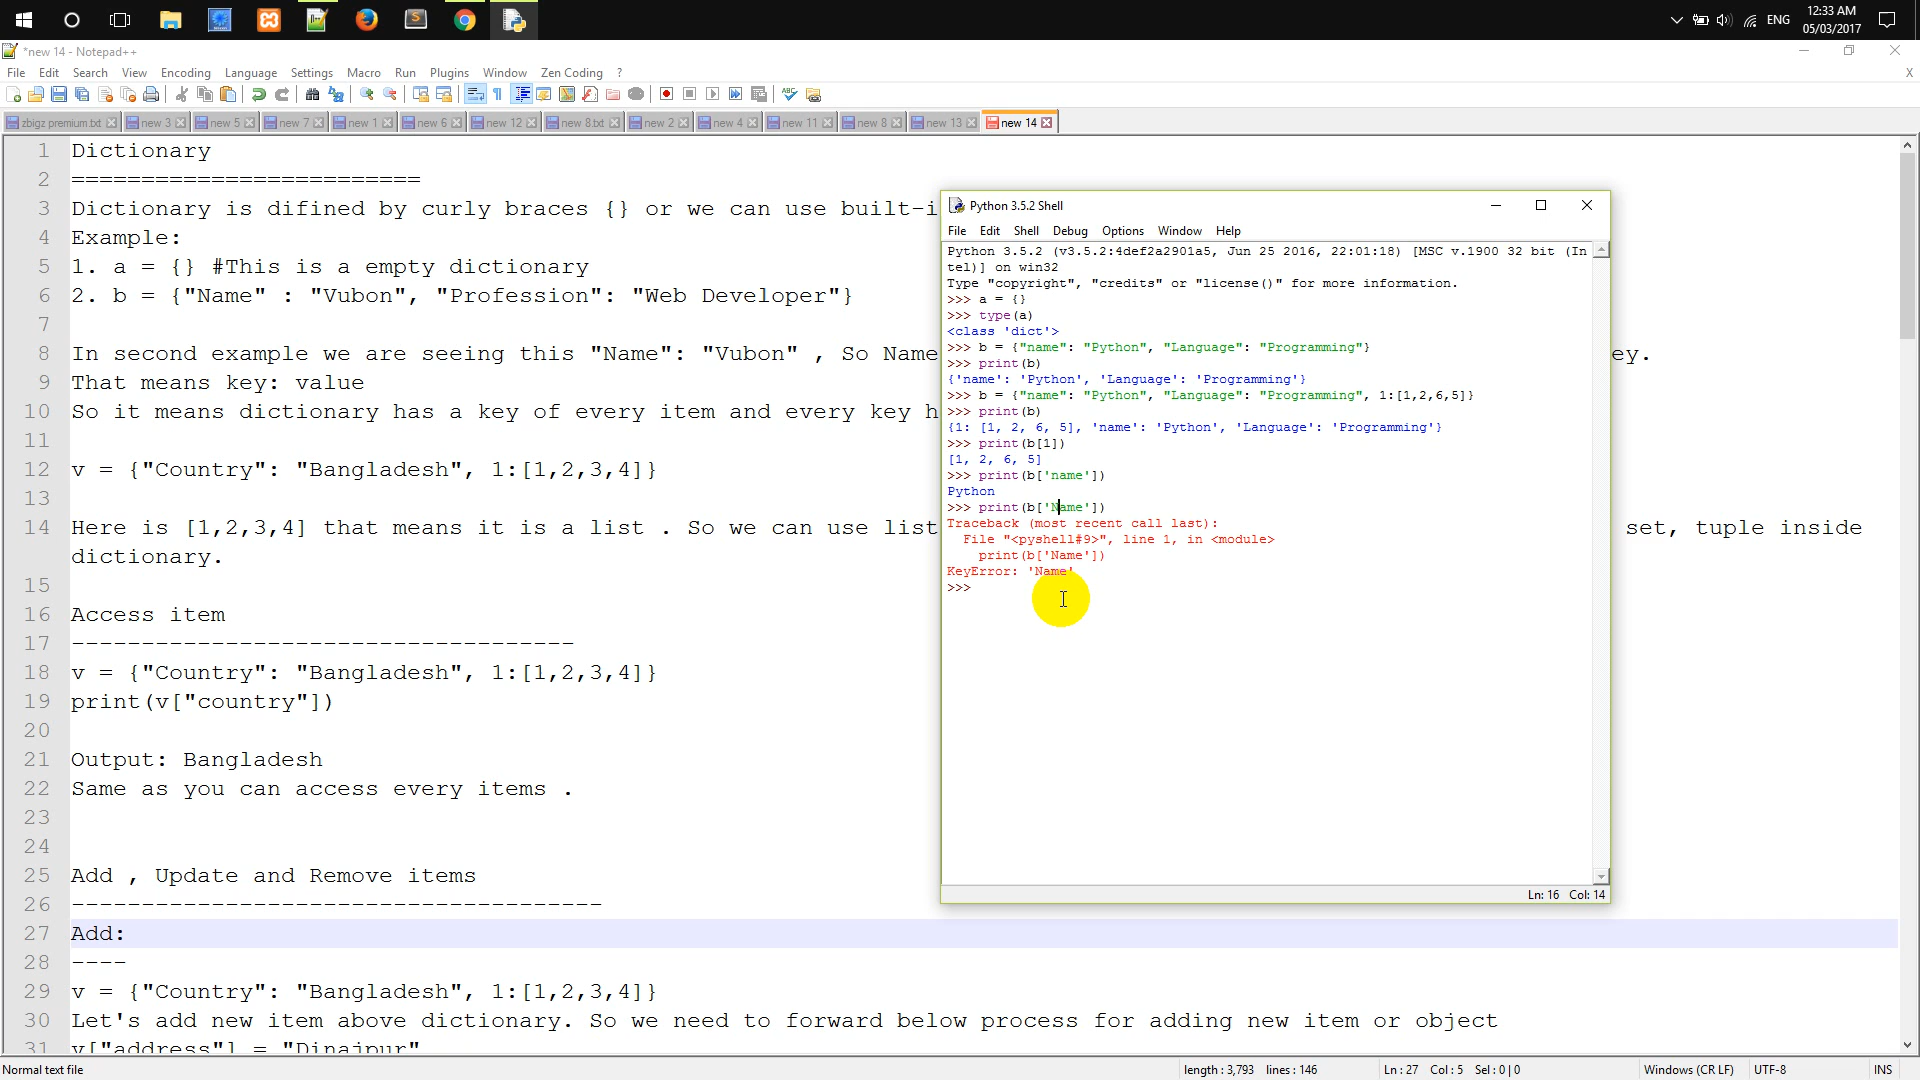 12:33 AM
ENG
05/03/2017
*new 14 - Notepad++
File Edit Search View Encoding Language Settings Macro Run Plugins Window Zen Coding ?
X
zbigz premium.txt new 3 new 5 new 7 new 1 new 6 new 12 new 8.txt new 2 new 4 new 11 new 8 new 13 new 14
1 Dictionary
2 =========================
3 Dictionary is difined by curly braces {} or we can use built-i
4 Example:
5 1. a = {} #This is a empty dictionary
6 2. b = {"Name" : "Vubon", "Profession": "Web Developer"}
7
8 In second example we are seeing this "Name": "Vubon" , So Name
ey.
9 That means key: value
10 So it means dictionary has a key of every item and every key h
11
12 v = {"Country": "Bangladesh", 1:[1,2,3,4]}
13
14 Here is [1,2,3,4] that means it is a list . So we can use list
set, tuple inside
dictionary.
15
16 Access item
17 ------------------------------------
18 v = {"Country": "Bangladesh", 1:[1,2,3,4]}
19 print(v["country"])
20
21 Output: Bangladesh
22 Same as you can access every items .
23
24
25 Add , Update and Remove items
26 --------------------------------------
27 Add:
28 ----
29 v = {"Country": "Bangladesh", 1:[1,2,3,4]}
30 Let's add new item above dictionary. So we need to forward below process for adding new item or object
31 v["address"] = "Dinajpur"
Python 3.5.2 Shell
File Edit Shell Debug Options Window Help
Python 3.5.2 (v3.5.2:4def2a2901a5, Jun 25 2016, 22:01:18) [MSC v.1900 32 bit (In
tel)] on win32
Type "copyright", "credits" or "license()" for more information.
>>> a = {}
>>> type(a)
<class 'dict'>
>>> b = {"name": "Python", "Language": "Programming"}
>>> print(b)
{'name': 'Python', 'Language': 'Programming'}
>>> b = {"name": "Python", "Language": "Programming", 1:[1,2,6,5]}
>>> print(b)
{1: [1, 2, 6, 5], 'name': 'Python', 'Language': 'Programming'}
>>> print(b[1])
[1, 2, 6, 5]
>>> print(b['name'])
Python
>>> print(b['Name'])
Traceback (most recent call last):
  File "<pyshell#9>", line 1, in <module>
    print(b['Name'])
KeyError: 'Name'
>>>
Ln: 16 Col: 14
Normal text file
length : 3,793 lines : 146
Ln : 27 Col : 5 Sel : 0 | 0
Windows (CR LF)
UTF-8
INS